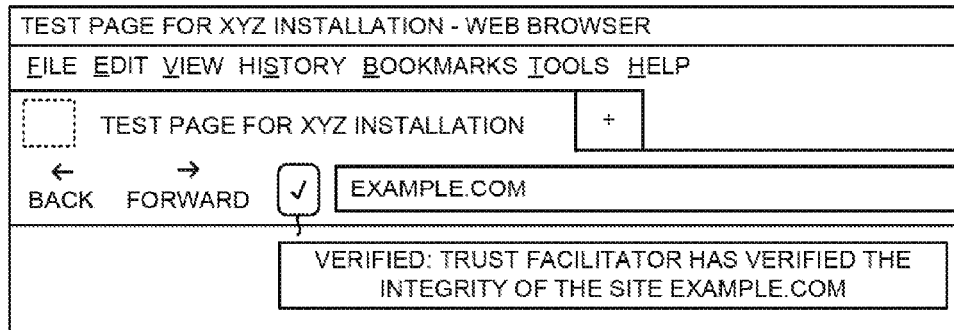 TEST PAGE FOR XYZ INSTALLATION - WEB BROWSER
FILE EDIT VIEW HISTORY BOOKMARKS TOOLS HELP
TEST PAGE FOR XYZ INSTALLATION +
← →
BACK FORWARD ✓ EXAMPLE.COM
VERIFIED: TRUST FACILITATOR HAS VERIFIED THE
INTEGRITY OF THE SITE EXAMPLE.COM